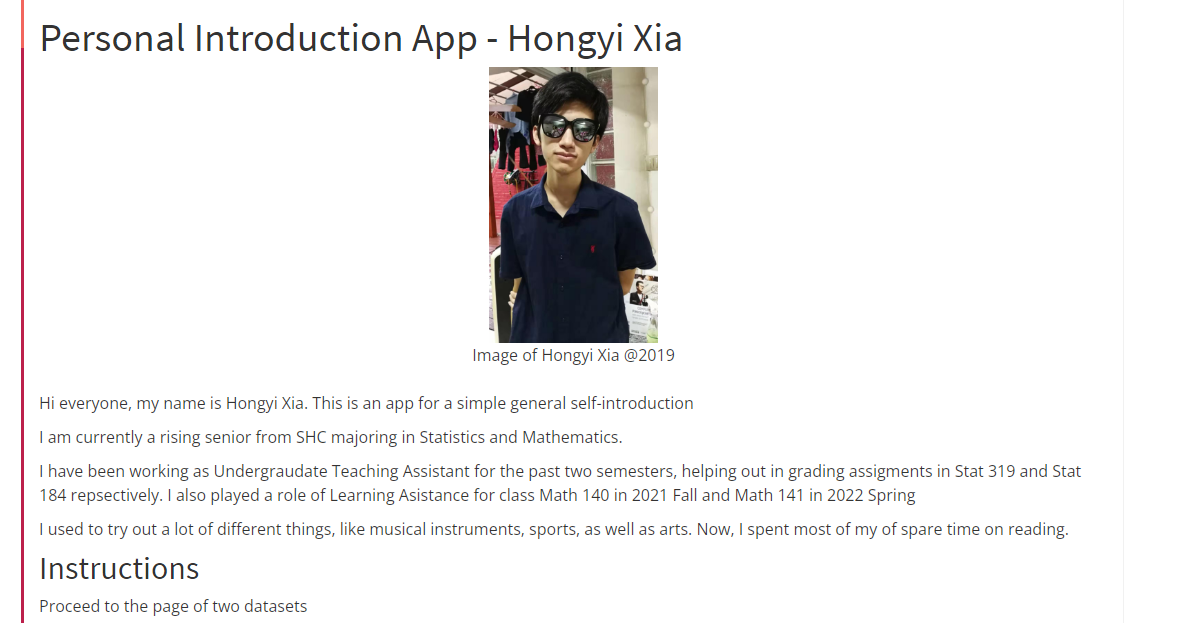 Personal Introduction App - Hongyi Xia
Image of Hongyi Xia @2019
Hi everyone, my name is Hongyi Xia. This is an app for a simple general self-introduction
I am currently a rising senior from SHC majoring in Statistics and Mathematics.
I have been working as Undergraudate Teaching Assistant for the past two semesters, helping out in grading assigments in Stat 319 and Stat
184 repsectively. I also played a role of Learning Asistance for class Math 140 in 2021 Fall and Math 141 in 2022 Spring
I used to try out a lot of different things, like musical instruments, sports, as well as arts. Now, I spent most of my of spare time on reading.
Instructions
Proceed to the page of two datasets